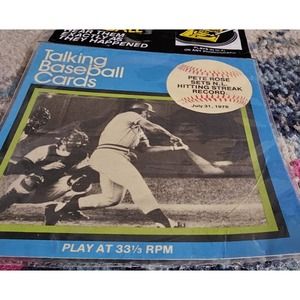 HEAR THEM
EXACTLY AS
THEY HAPPENED
Talking
Baseball
Cards
PETE ROSE
SETS N.L.
HITTING STREAK
RECORD
July 31, 1978
PLAY AT 33⅓ RPM